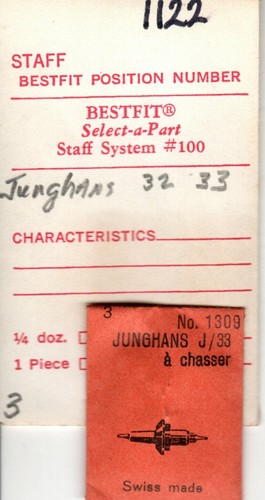 1122
STAFF
BESTFIT POSITION NUMBER
BESTFIT®
Select-a-Part
Staff System #100
Junghans 32 33
CHARACTERISTICS
1/4 doz.
1 Piece
3
3
No. 1309
JUNGHANS J/33
à chasser
Swiss made